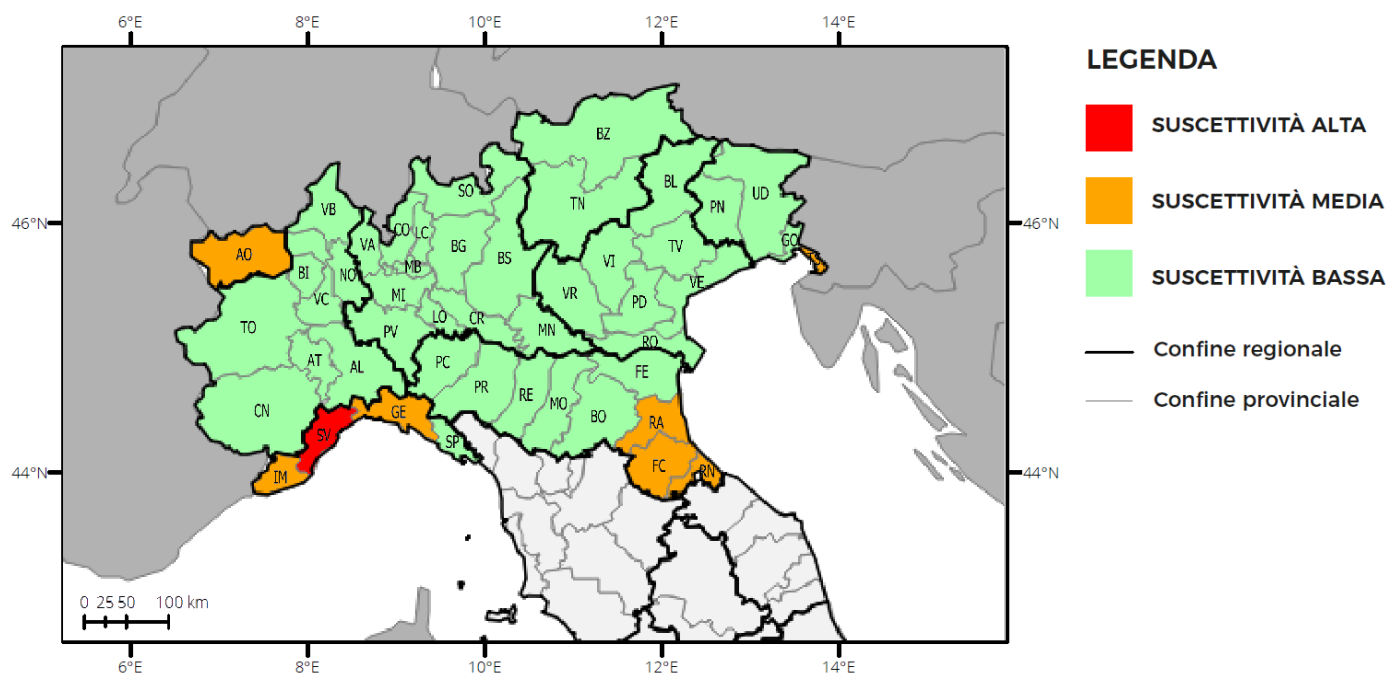 6°E 8°E 10°E 12°E 14°E
LEGENDA
SUSCETTIVITÀ ALTA
SUSCETTIVITÀ MEDIA
SUSCETTIVITÀ BASSA
Confine regionale
Confine provinciale
BZ
SO BL UD
VB TN PN
46°N 46°N
VA CO LC GO
AO BG TV
BI NO MB BS VI
VC MI VR PD VE
TO LO CR
PV MN RO
AT AL PC FE
PR RE
CN MO BO
SV GE RA
SP
44°N 44°N
IM FC RN
0 25 50 100 km
6°E 8°E 10°E 12°E 14°E